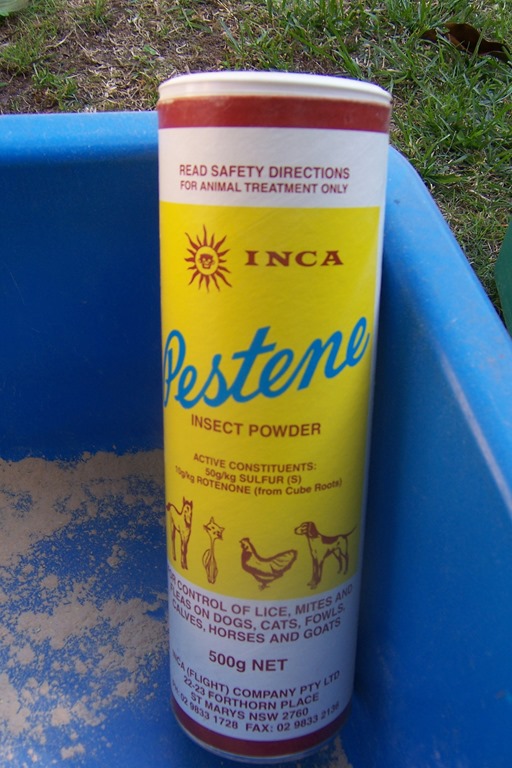 READ SAFETY DIRECTIONS
FOR ANIMAL TREATMENT ONLY
INCA
Pestene
INSECT POWDER
ACTIVE CONSTITUENTS:
50g/kg SULFUR (S)
10g/kg ROTENONE (from Cube Roots)
CONTROL OF LICE, MITES AND
FLEAS ON DOGS, CATS, FOWLS,
CALVES, HORSES AND GOATS
500g NET
INCA (FLIGHT) COMPANY PTY LTD
22-23 FORTHORN PLACE
ST MARYS NSW 2760
PH: 02 9833 1728 FAX: 02 9833